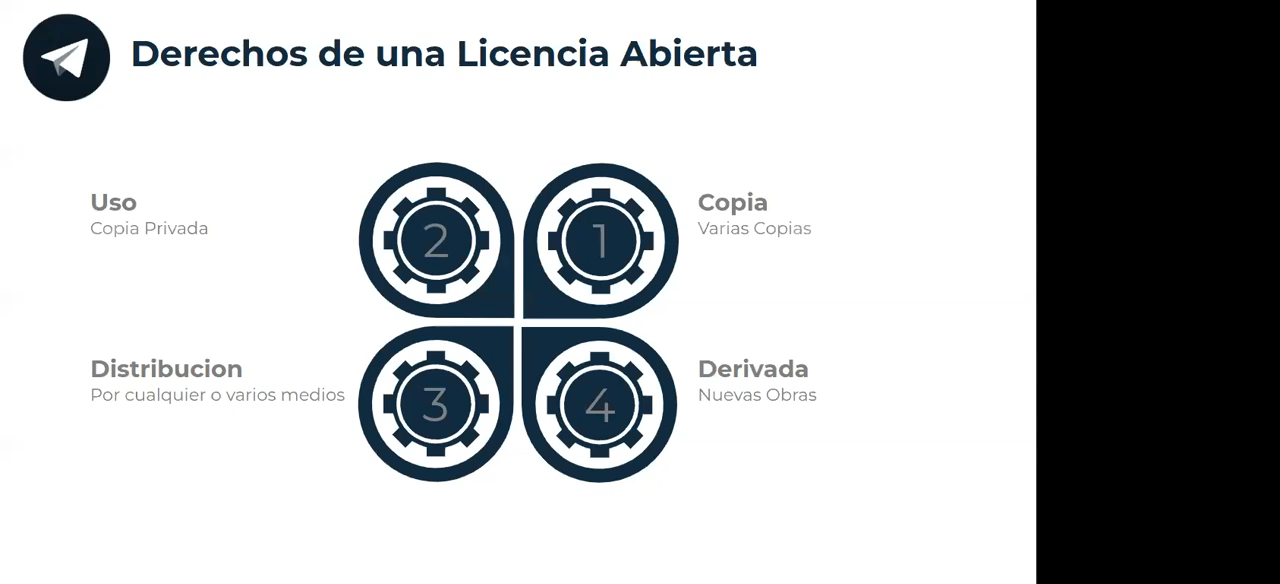 Derechos de una Licencia Abierta
Uso
Copia Privada
2
1
Copia
Varias Copias
Distribucion
Por cualquier o varios medios
3
4
Derivada
Nuevas Obras